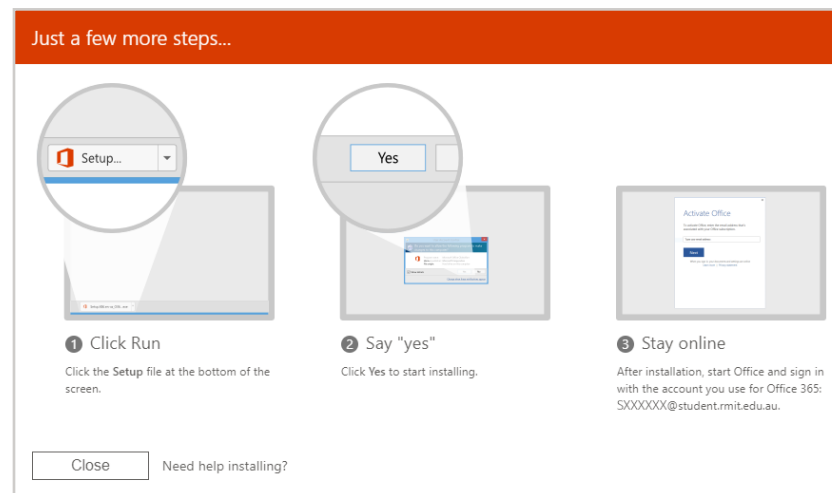 Just a few more steps...
Setup...
Yes
Activate Office
Next
1 Click Run
Click the Setup file at the bottom of the
screen.
2 Say "yes"
Click Yes to start installing.
3 Stay online
After installation, start Office and sign in
with the account you use for Office 365:
SXXXXXX@student.rmit.edu.au.
Close
Need help installing?